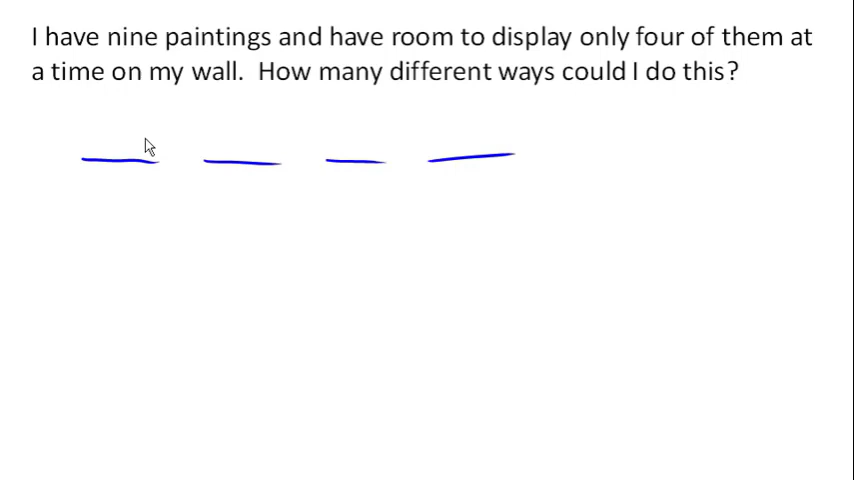 I have nine paintings and have room to display only four of them at
a time on my wall.  How many different ways could I do this?